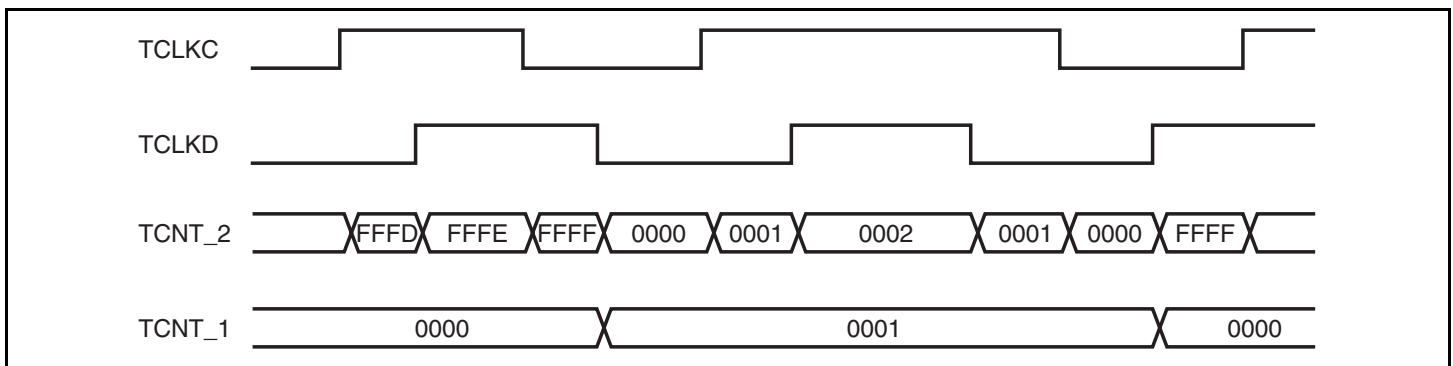 TCLKC
TCLKD
TCNT_2 FFFD FFFE FFFF 0000 0001 0002 0001 0000 FFFF
TCNT_1 0000 0001 0000